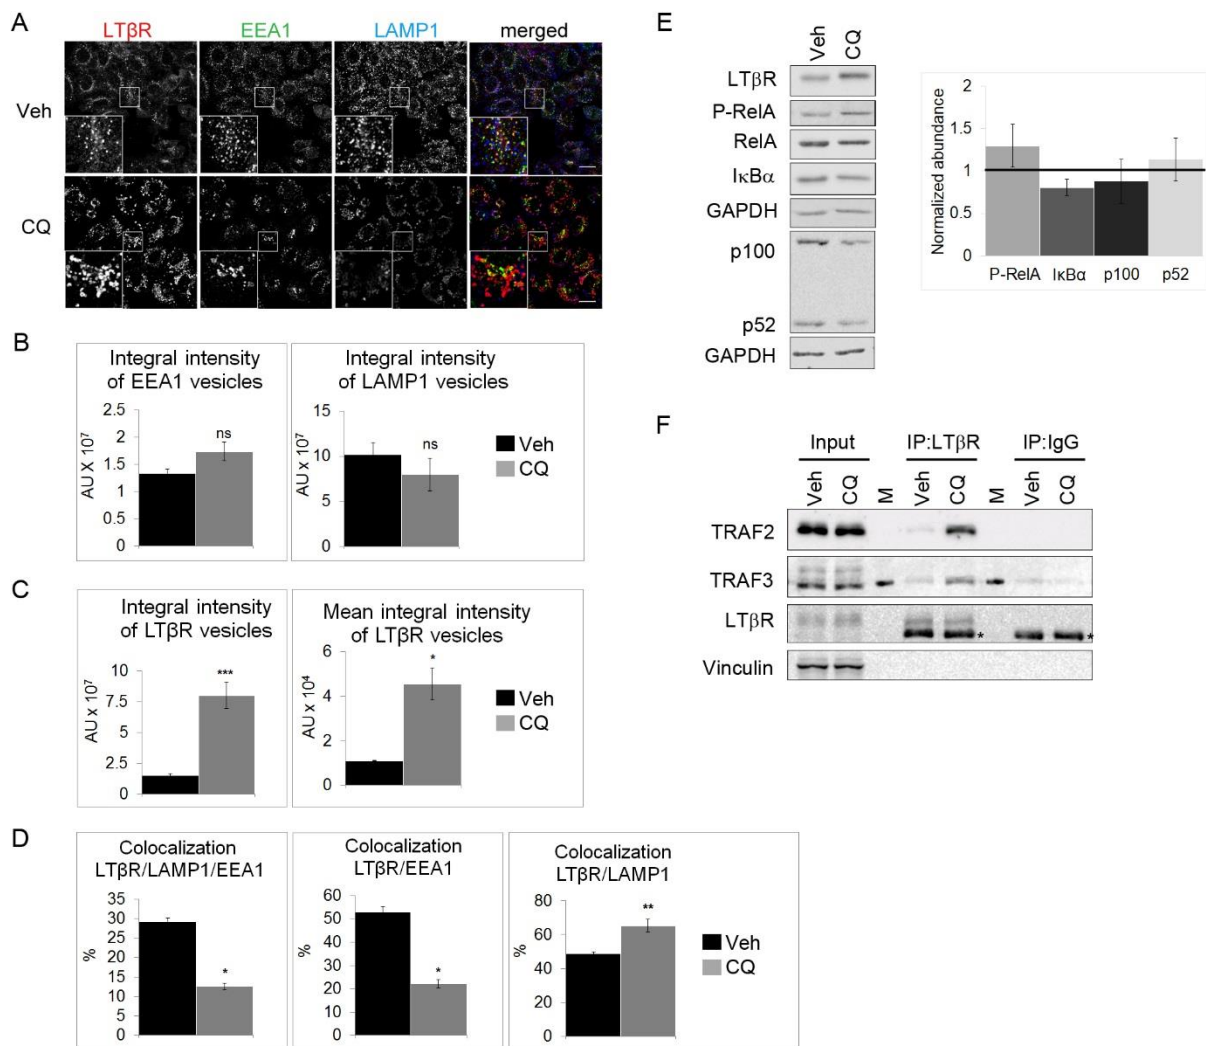 A
LTβR
EEA1
LAMP1
merged
Veh
CQ
B
Integral intensity
of EEA1 vesicles
AU X 10⁷
2.5
2
1.5
1
0.5
0
ns
Integral intensity
of LAMP1 vesicles
AU x 10⁷
15
10
5
0
ns
Veh
CQ
C
Integral intensity
of LTβR vesicles
AU x 10⁷
10
7.5
5
2.5
0
***
Mean integral intensity
of LTβR vesicles
AU x 10⁴
6
4
2
0
*
Veh
CQ
D
Colocalization
LTβR/LAMP1/EEA1
%
35
30
25
20
15
10
5
0
*
Colocalization
LTβR/EEA1
%
60
50
40
30
20
10
0
*
Colocalization
LTβR/LAMP1
%
80
60
40
20
0
**
Veh
CQ
E
Veh
CQ
LTβR
P-RelA
RelA
IκBα
GAPDH
p100
p52
GAPDH
Normalized abundance
2
1.5
1
0.5
0
P-RelA IκBα p100 p52
F
Input IP:LTβR IP:IgG
Veh CQ M Veh CQ M Veh CQ
TRAF2
TRAF3
LTβR
* *
Vinculin